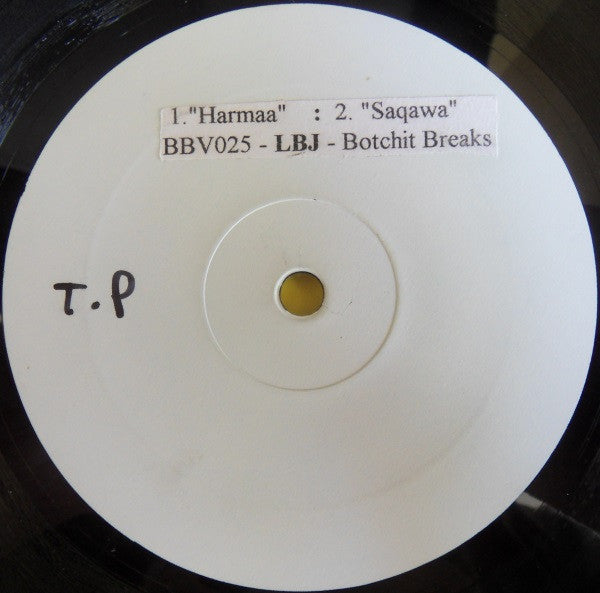 1."Harmaa" : 2. "Saqawa"
BBV025 - LBJ - Botchit Breaks
T.P